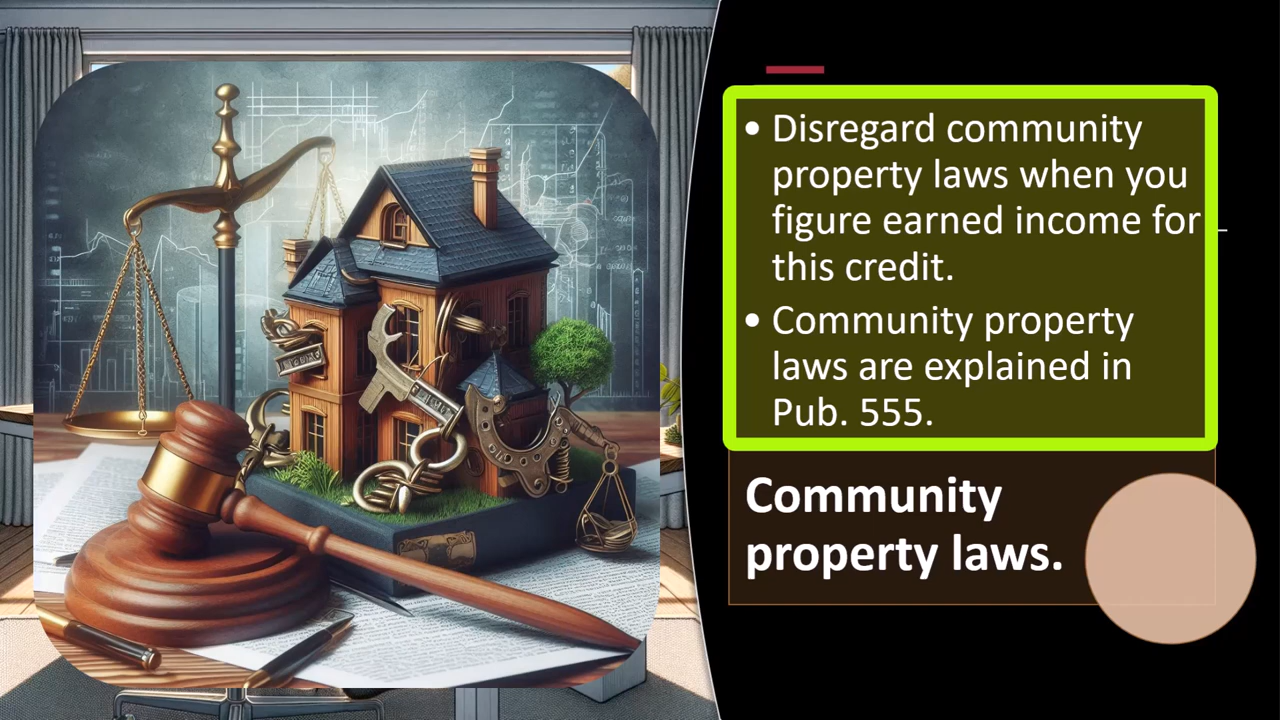 • Disregard community
property laws when you
figure earned income for
this credit.
• Community property
laws are explained in
Pub. 555.
Community
property laws.